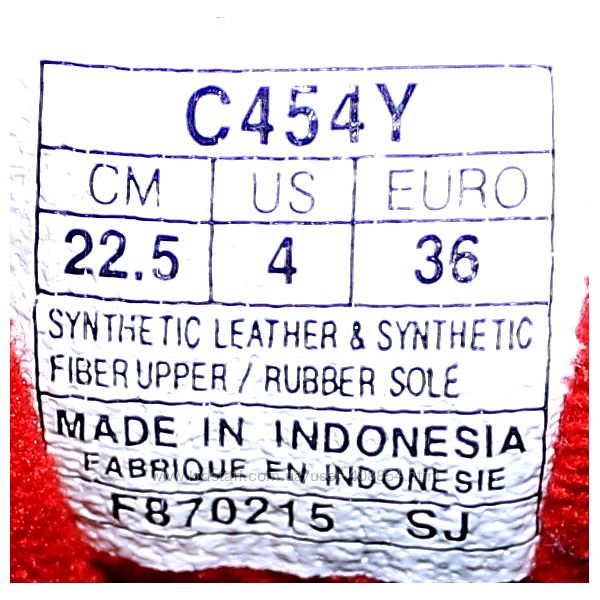 C454Y
CM US EURO
22.5 4 36
SYNTHETIC LEATHER & SYNTHETIC
FIBER UPPER / RUBBER SOLE
MADE IN INDONESIA
FABRIQUE EN INDONESIE
F870215 SJ